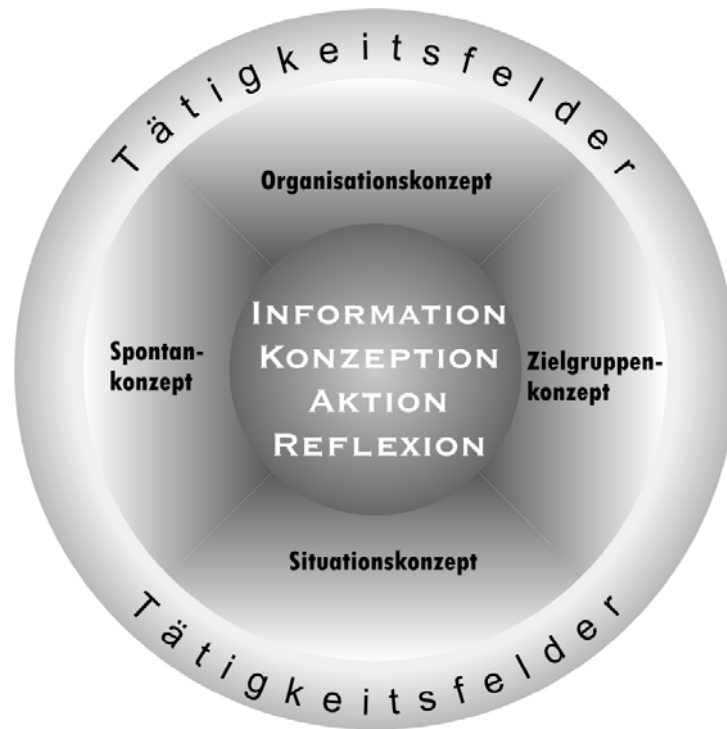 Tätigkeitsfelder
Organisationskonzept
INFORMATION
KONZEPTION
AKTION
REFLEXION
Spontan-
konzept
Zielgruppen-
konzept
Situationskonzept
Tätigkeitsfelder